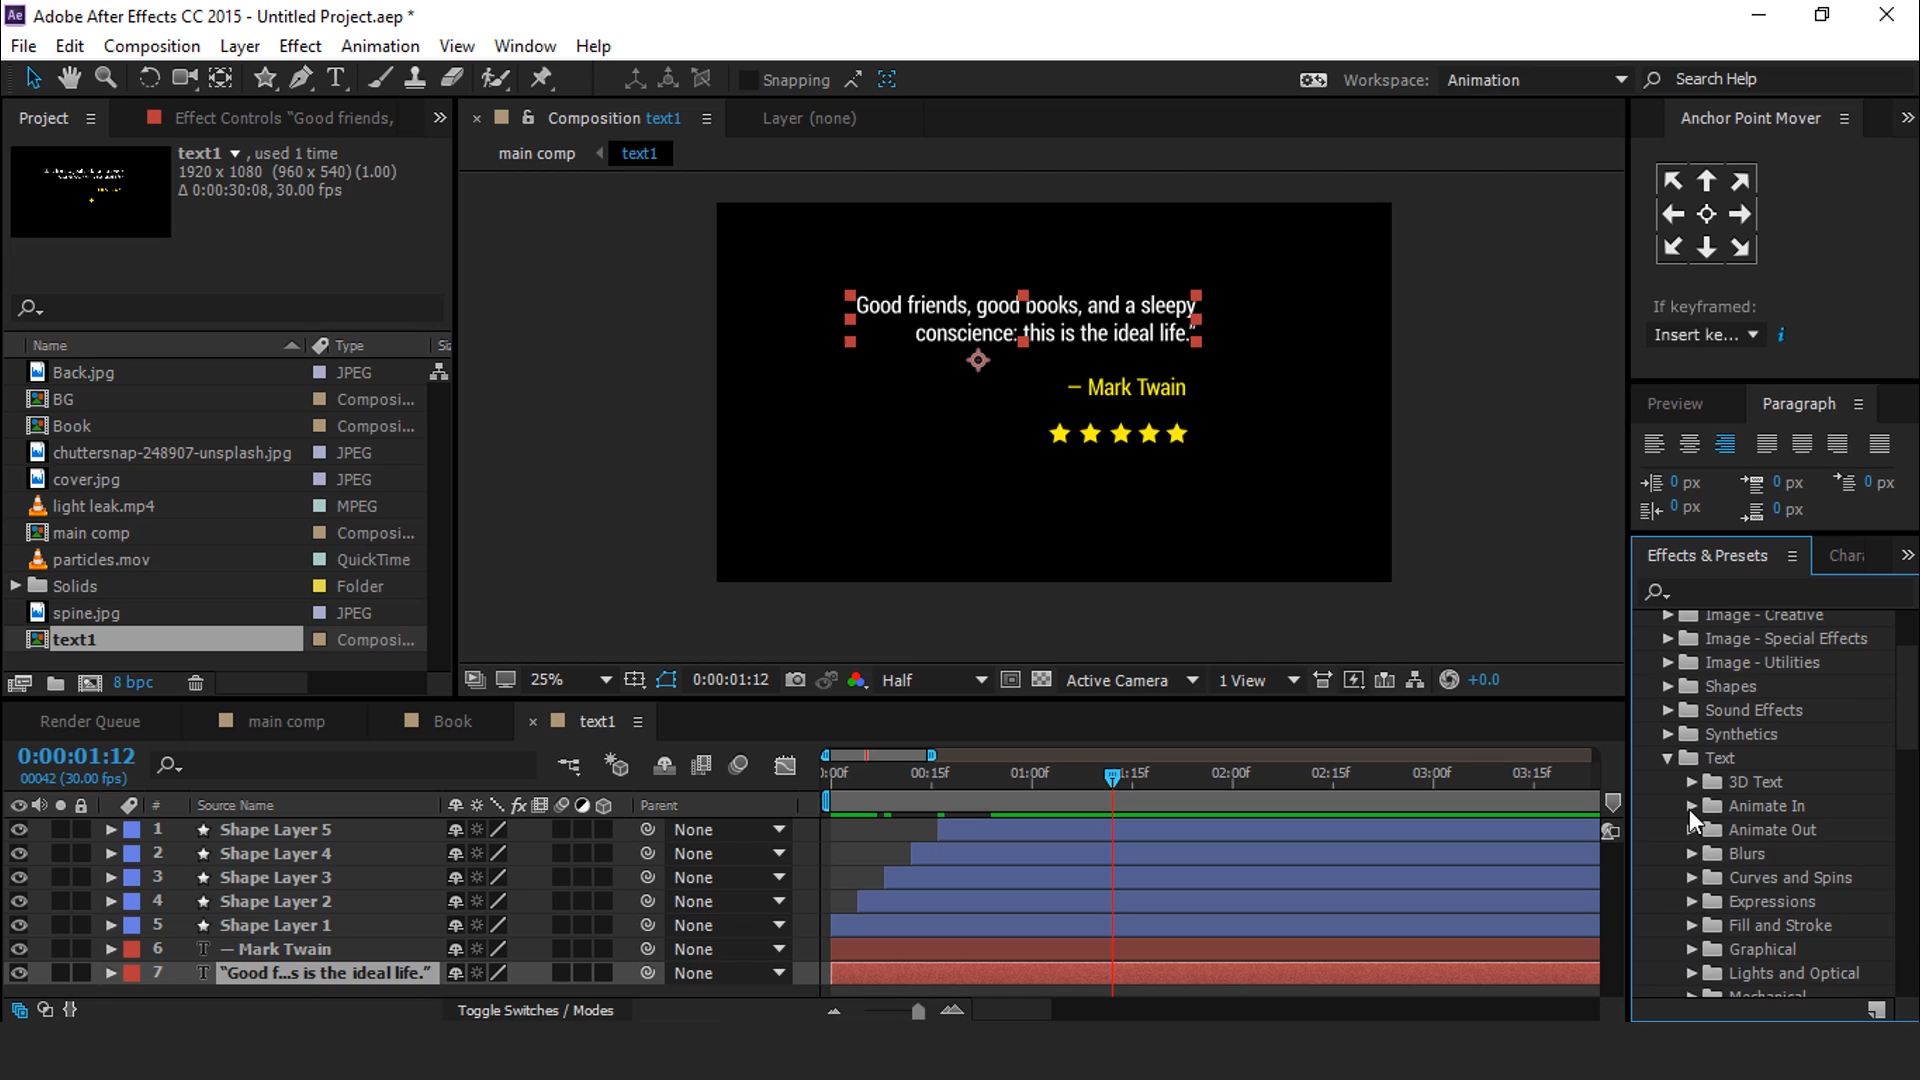 Ae Adobe After Effects CC 2015 - Untitled Project.aep *
File Edit Composition Layer Effect Animation View Window Help
T Snapping Workspace: Animation Search Help
Project Effect Controls “Good friends,
text1 , used 1 time
1920 x 1080 (960 x 540) (1.00)
Δ 0:00:30:08, 30.00 fps
Name Type Si
Back.jpg JPEG
BG Composi...
Book Composi...
chuttersnap-248907-unsplash.jpg JPEG
cover.jpg JPEG
light leak.mp4 MPEG
main comp Composi...
particles.mov QuickTime
Solids Folder
spine.jpg JPEG
text1 Composi...
8 bpc
Composition text1 Layer (none)
main comp text1
Good friends, good books, and a sleepy
conscience: this is the ideal life.”
– Mark Twain
25% 0:00:01:12 Half Active Camera 1 View +0.0
Anchor Point Mover
If keyframed:
Insert ke... i
Preview Paragraph
0 px 0 px 0 px
0 px 0 px
Effects & Presets Chara
Image - Creative
Image - Special Effects
Image - Utilities
Shapes
Sound Effects
Synthetics
Text
3D Text
Animate In
Animate Out
Blurs
Curves and Spins
Expressions
Fill and Stroke
Graphical
Lights and Optical
Mechanical
Render Queue main comp Book text1
0:00:01:12
00042 (30.00 fps)
:00f 00:15f 01:00f 1:15f 02:00f 02:15f 03:00f 03:15f
# Source Name fx Parent
1 Shape Layer 5 None
2 Shape Layer 4 None
3 Shape Layer 3 None
4 Shape Layer 2 None
5 Shape Layer 1 None
6 T – Mark Twain None
7 T “Good f...s is the ideal life.” None
Toggle Switches / Modes